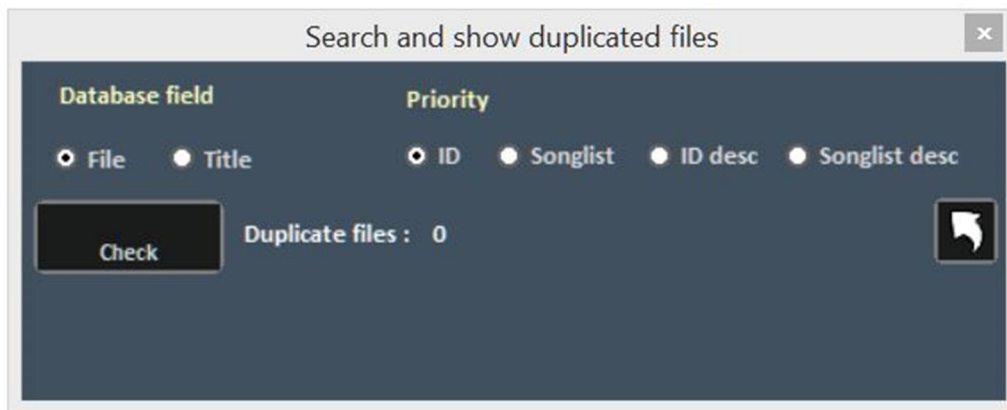 Search and show duplicated files
Database field
Priority
File Title
ID Songlist ID desc Songlist desc
Check
Duplicate files : 0